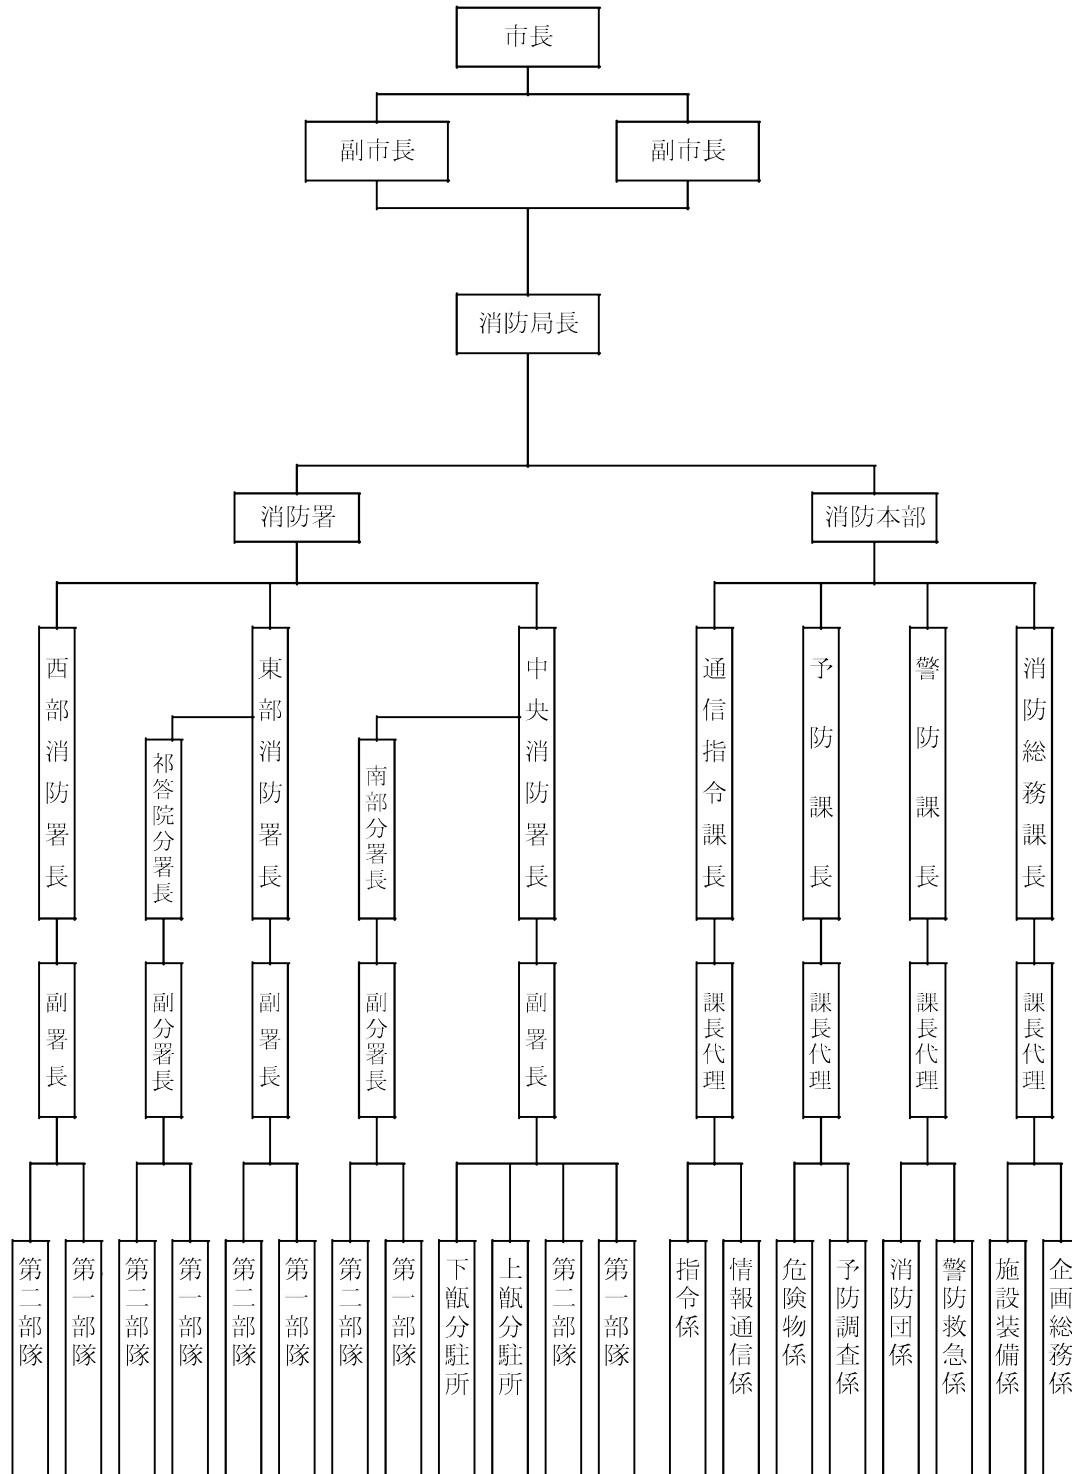 市長
副市長
副市長
消防局長
消防署
消防本部
西部消防署長
東部消防署長
中央消防署長
通信指令課長
予防課長
警防課長
消防総務課長
祁答院分署長
南部分署長
副署長
副分署長
副署長
副分署長
副署長
課長代理
課長代理
課長代理
課長代理
第二部隊
第一部隊
第二部隊
第一部隊
第二部隊
第一部隊
第二部隊
第一部隊
下甑分駐所
上甑分駐所
第二部隊
第一部隊
指令係
情報通信係
危険物係
予防調査係
消防団係
警防救急係
施設装備係
企画総務係